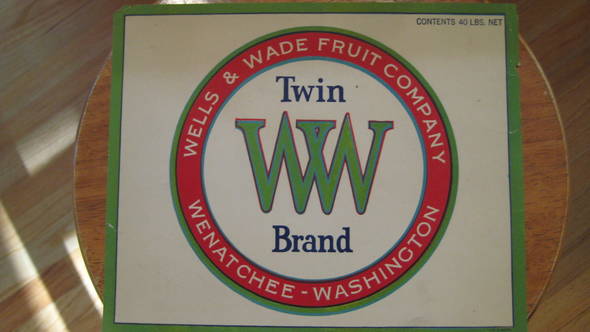 CONTENTS 40 LBS. NET
WELLS & WADE FRUIT COMPANY
Twin
WW
Brand
WENATCHEE - WASHINGTON